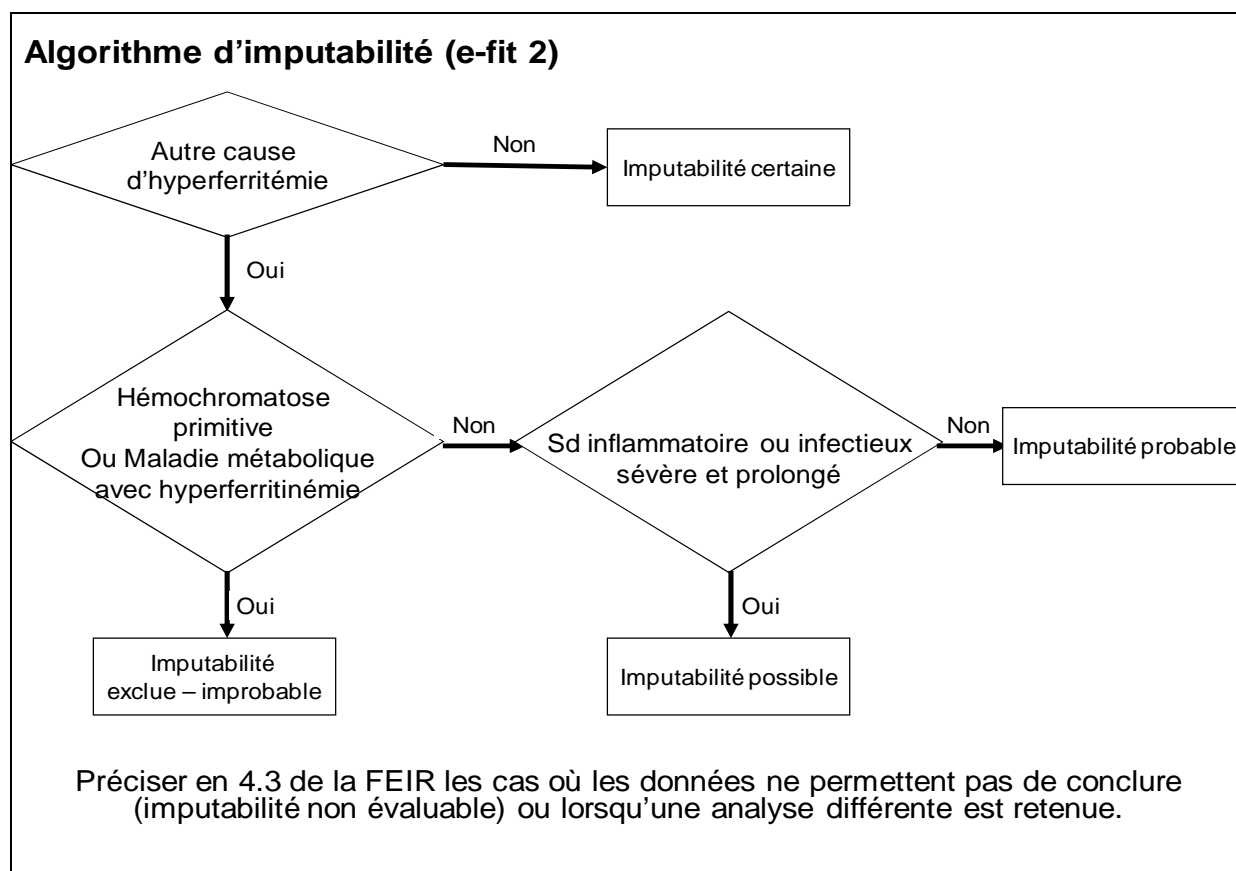 Algorithme d'imputabilité (e-fit 2)
Autre cause
d'hyperferritémie
Non
Imputabilité certaine
Oui
Hémochromatose
primitive
Ou Maladie métabolique
avec hyperferritinémie
Non
Sd inflammatoire ou infectieux
sévère et prolongé
Non
Imputabilité probable
Oui
Oui
Imputabilité
exclue – improbable
Imputabilité possible
Préciser en 4.3 de la FEIR les cas où les données ne permettent pas de conclure
(imputabilité non évaluable) ou lorsqu'une analyse différente est retenue.